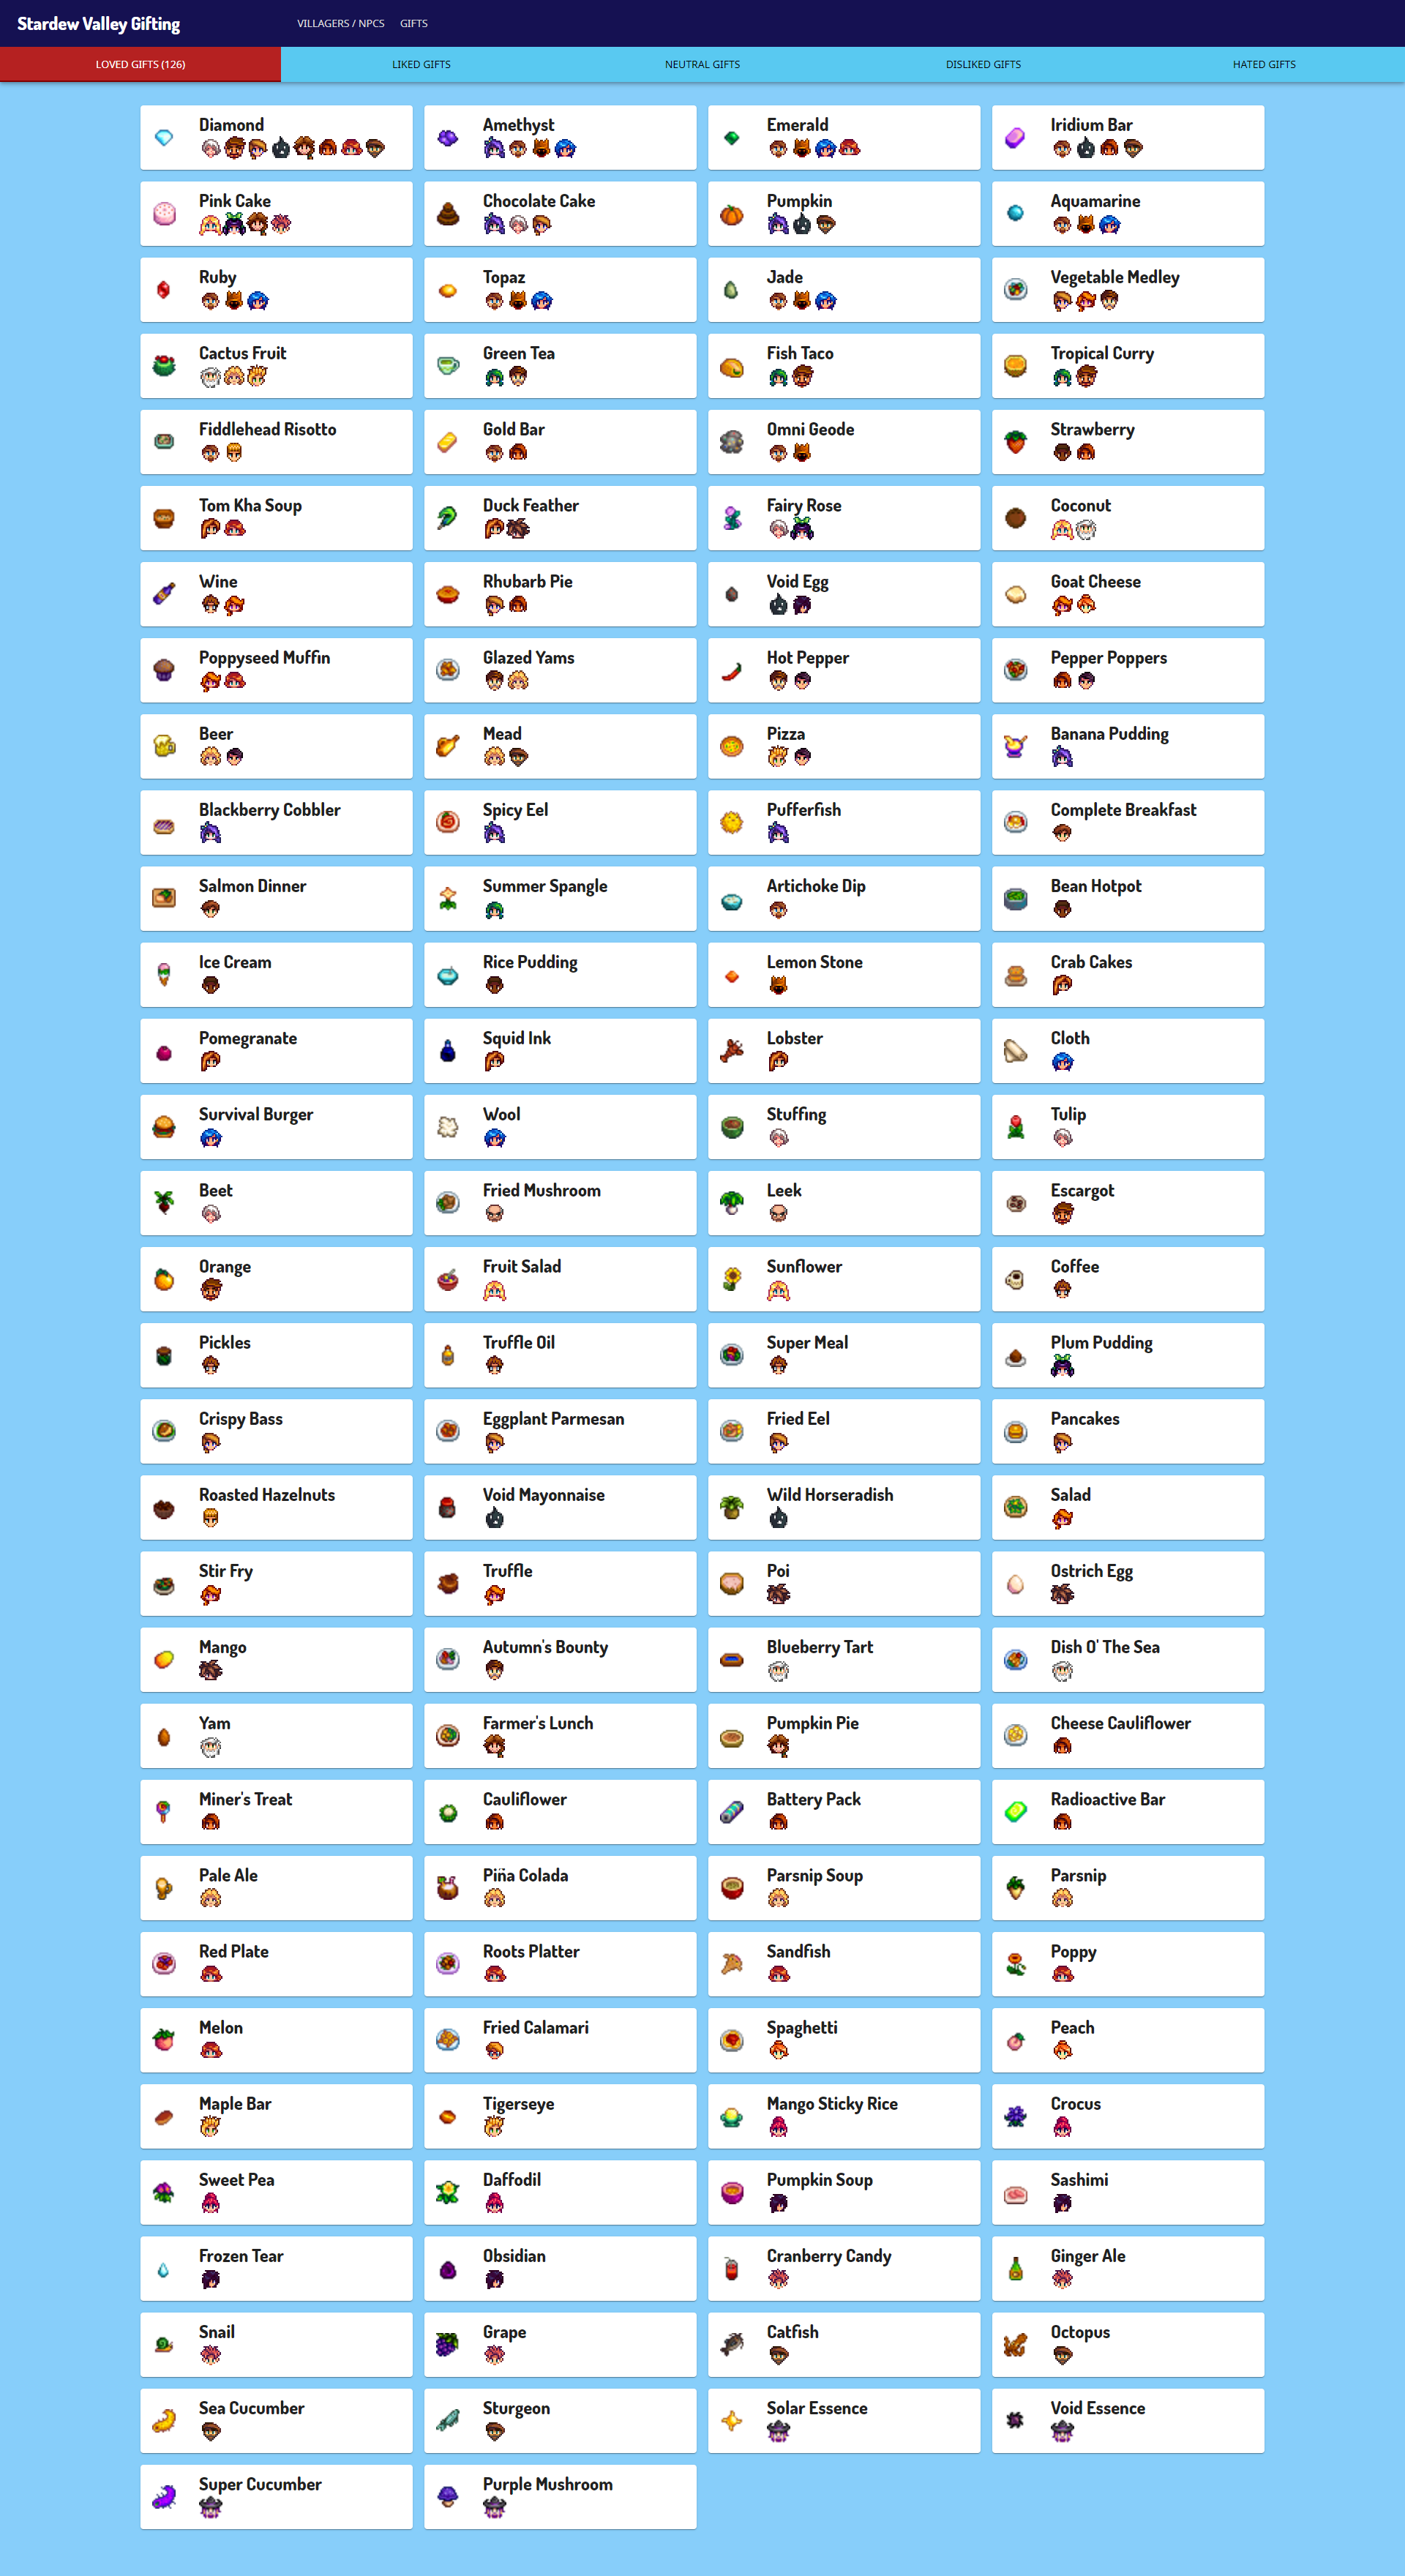 Stardew Valley Gifting
VILLAGERS / NPCS GIFTS
LOVED GIFTS (126) LIKED GIFTS NEUTRAL GIFTS DISLIKED GIFTS HATED GIFTS
Diamond Amethyst Emerald Iridium Bar
Pink Cake Chocolate Cake Pumpkin Aquamarine
Ruby Topaz Jade Vegetable Medley
Cactus Fruit Green Tea Fish Taco Tropical Curry
Fiddlehead Risotto Gold Bar Omni Geode Strawberry
Tom Kha Soup Duck Feather Fairy Rose Coconut
Wine Rhubarb Pie Void Egg Goat Cheese
Poppyseed Muffin Glazed Yams Hot Pepper Pepper Poppers
Beer Mead Pizza Banana Pudding
Blackberry Cobbler Spicy Eel Pufferfish Complete Breakfast
Salmon Dinner Summer Spangle Artichoke Dip Bean Hotpot
Ice Cream Rice Pudding Lemon Stone Crab Cakes
Pomegranate Squid Ink Lobster Cloth
Survival Burger Wool Stuffing Tulip
Beet Fried Mushroom Leek Escargot
Orange Fruit Salad Sunflower Coffee
Pickles Truffle Oil Super Meal Plum Pudding
Crispy Bass Eggplant Parmesan Fried Eel Pancakes
Roasted Hazelnuts Void Mayonnaise Wild Horseradish Salad
Stir Fry Truffle Poi Ostrich Egg
Mango Autumn's Bounty Blueberry Tart Dish O' The Sea
Yam Farmer's Lunch Pumpkin Pie Cheese Cauliflower
Miner's Treat Cauliflower Battery Pack Radioactive Bar
Pale Ale Piña Colada Parsnip Soup Parsnip
Red Plate Roots Platter Sandfish Poppy
Melon Fried Calamari Spaghetti Peach
Maple Bar Tigerseye Mango Sticky Rice Crocus
Sweet Pea Daffodil Pumpkin Soup Sashimi
Frozen Tear Obsidian Cranberry Candy Ginger Ale
Snail Grape Catfish Octopus
Sea Cucumber Sturgeon Solar Essence Void Essence
Super Cucumber Purple Mushroom